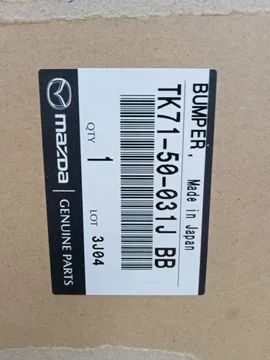 BUMPER,
Made in Japan
TK71-50-031J BB
QTY 1
LOT 3J04
mazda
GENUINE PARTS